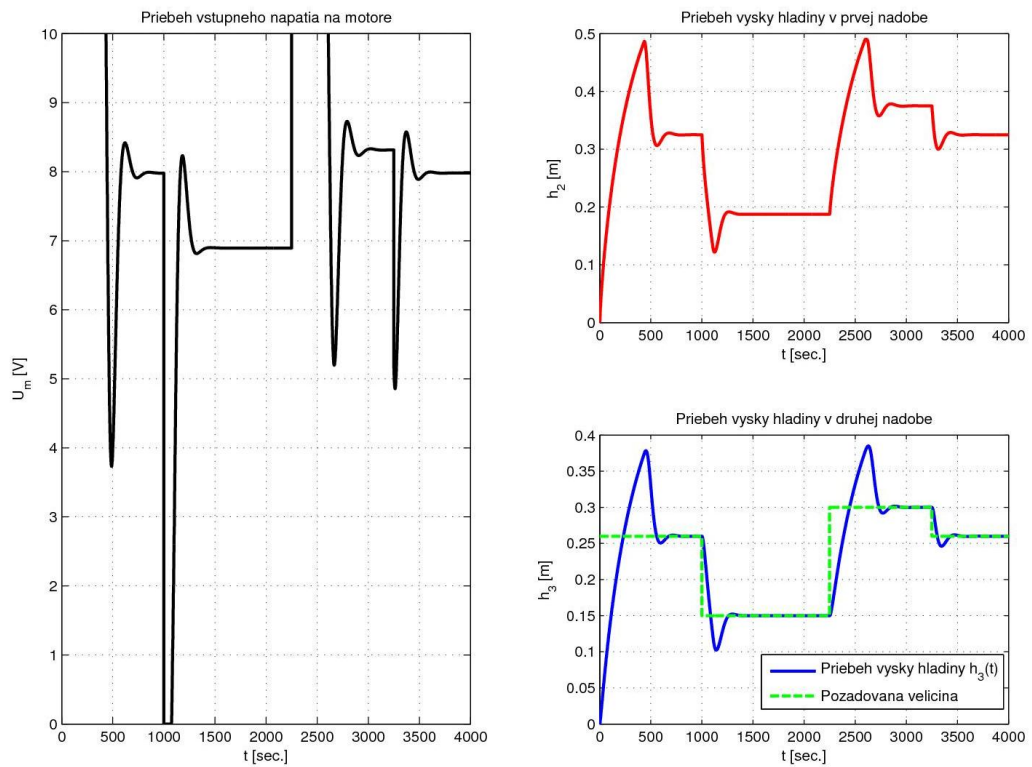 Priebeh vstupneho napatia na motore
10
9
8
7
6
5
4
3
2
1
0
U_m [V]
0 500 1000 1500 2000 2500 3000 3500 4000
t [sec.]
Priebeh vysky hladiny v prvej nadobe
0.5
0.4
0.3
0.2
0.1
0
h_2 [m]
0 500 1000 1500 2000 2500 3000 3500 4000
t [sec.]
Priebeh vysky hladiny v druhej nadobe
0.4
0.35
0.3
0.25
0.2
0.15
0.1
0.05
0
h_3 [m]
Priebeh vysky hladiny h_3(t)
Pozadovana velicina
0 500 1000 1500 2000 2500 3000 3500 4000
t [sec.]